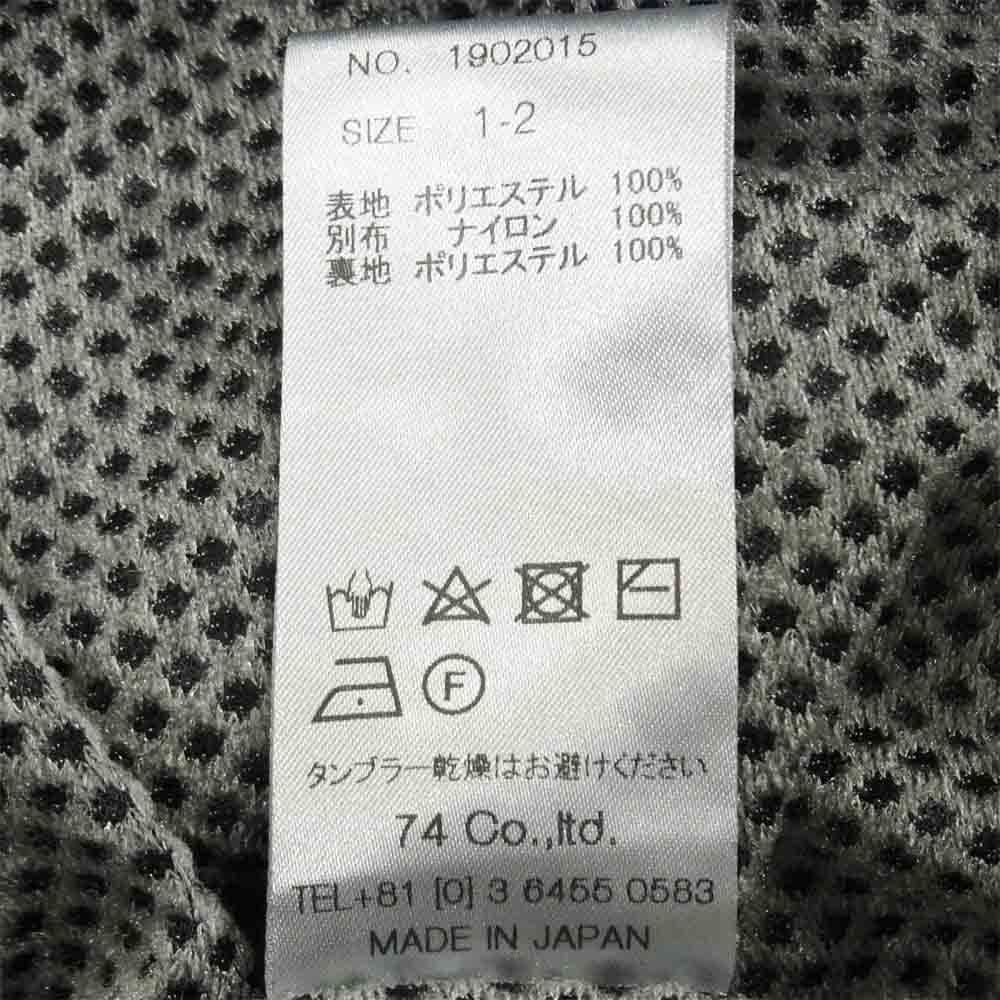 NO. 1902015
SIZE 1-2
表地 ポリエステル 100%
別布 ナイロン 100%
裏地 ポリエステル 100%
F
タンブラー乾燥はお避けください
74 Co.,ltd.
TEL+81 [0] 3 6455 0583
MADE IN JAPAN